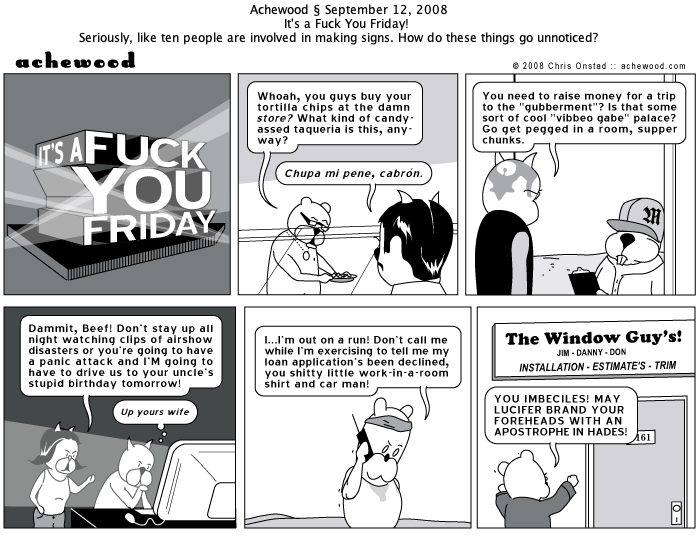 Achewood § September 12, 2008
It's a Fuck You Friday!
Seriously, like ten people are involved in making signs. How do these things go unnoticed?
achewood
© 2008 Chris Onstad :: achewood.com
IT'S A FUCK
YOU
FRIDAY
Whoah, you guys buy your
tortilla chips at the damn
store? What kind of candy-
assed taqueria is this, any-
way?
Chupa mi pene, cabrón.
You need to raise money for a trip
to the "gubberment"? Is that some
sort of cool "vibbeo gabe" palace?
Go get pegged in a room, supper
chunks.
M
Dammit, Beef! Don't stay up all
night watching clips of airshow
disasters or you're going to have
a panic attack and I'M going to
have to drive us to your uncle's
stupid birthday tomorrow!
Up yours wife
I...I'm out on a run! Don't call me
while I'm exercising to tell me my
loan application's been declined,
you shitty little work-in-a-room
shirt and car man!
The Window Guy's!
JIM - DANNY - DON
INSTALLATION - ESTIMATE'S - TRIM
YOU IMBECILES! MAY
LUCIFER BRAND YOUR
FOREHEADS WITH AN
APOSTROPHE IN HADES!
161